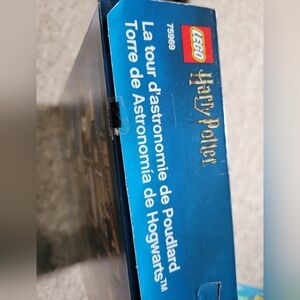 LEGO
Harry Potter
75969
La tour d'astronomie de Poudlard
Torre de Astronomía de Hogwarts™